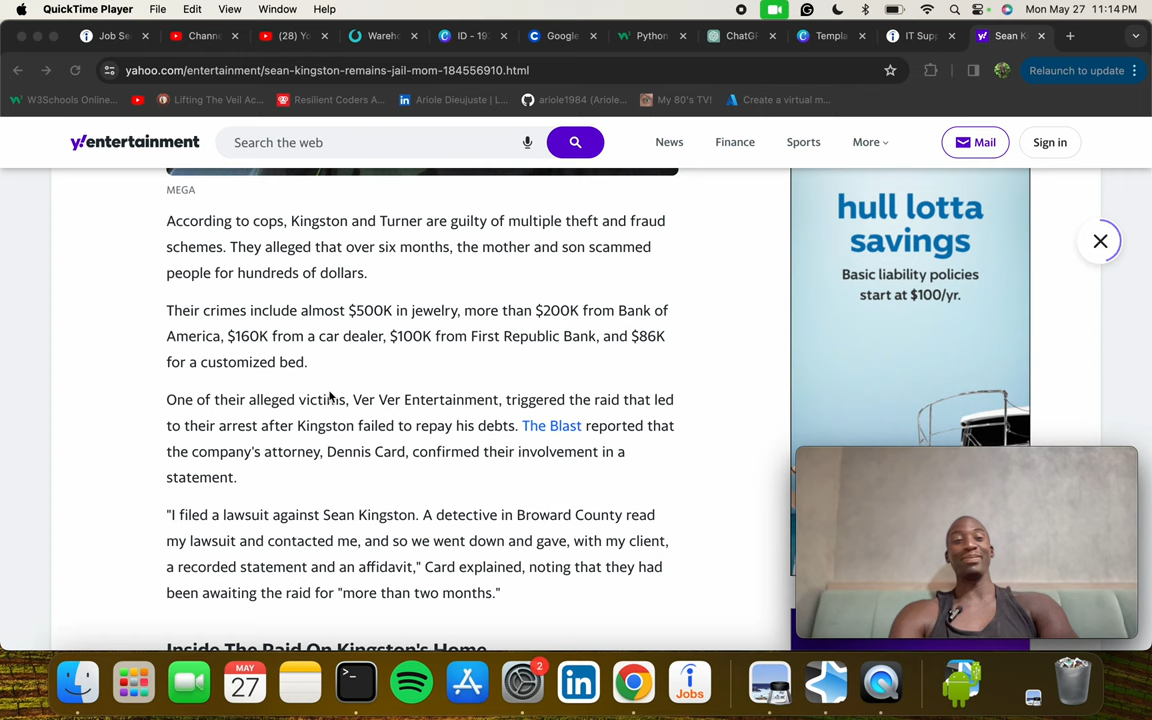 QuickTime Player File Edit View Window Help Mon May 27 11:14 PM
Job Se Chann (28) Yo Wareho ID - 19 Google Python ChatGP Templa IT Supp Sean K
yahoo.com/entertainment/sean-kingston-remains-jail-mom-184556910.html Relaunch to update
W3Schools Online... Lifting The Veil Ac... Resilient Coders A... Ariole Dieujuste | L... ariole1984 (Ariole... My 80's TV! Create a virtual m...
y!entertainment Search the web News Finance Sports More Mail Sign in
MEGA
According to cops, Kingston and Turner are guilty of multiple theft and fraud
schemes. They alleged that over six months, the mother and son scammed
people for hundreds of dollars.
Their crimes include almost $500K in jewelry, more than $200K from Bank of
America, $160K from a car dealer, $100K from First Republic Bank, and $86K
for a customized bed.
One of their alleged victims, Ver Ver Entertainment, triggered the raid that led
to their arrest after Kingston failed to repay his debts. The Blast reported that
the company's attorney, Dennis Card, confirmed their involvement in a
statement.
"I filed a lawsuit against Sean Kingston. A detective in Broward County read
my lawsuit and contacted me, and so we went down and gave, with my client,
a recorded statement and an affidavit," Card explained, noting that they had
been awaiting the raid for "more than two months."
Inside The Raid On Kingston's Home
hull lotta
savings
Basic liability policies
start at $100/yr.
MAY
27
2
Jobs